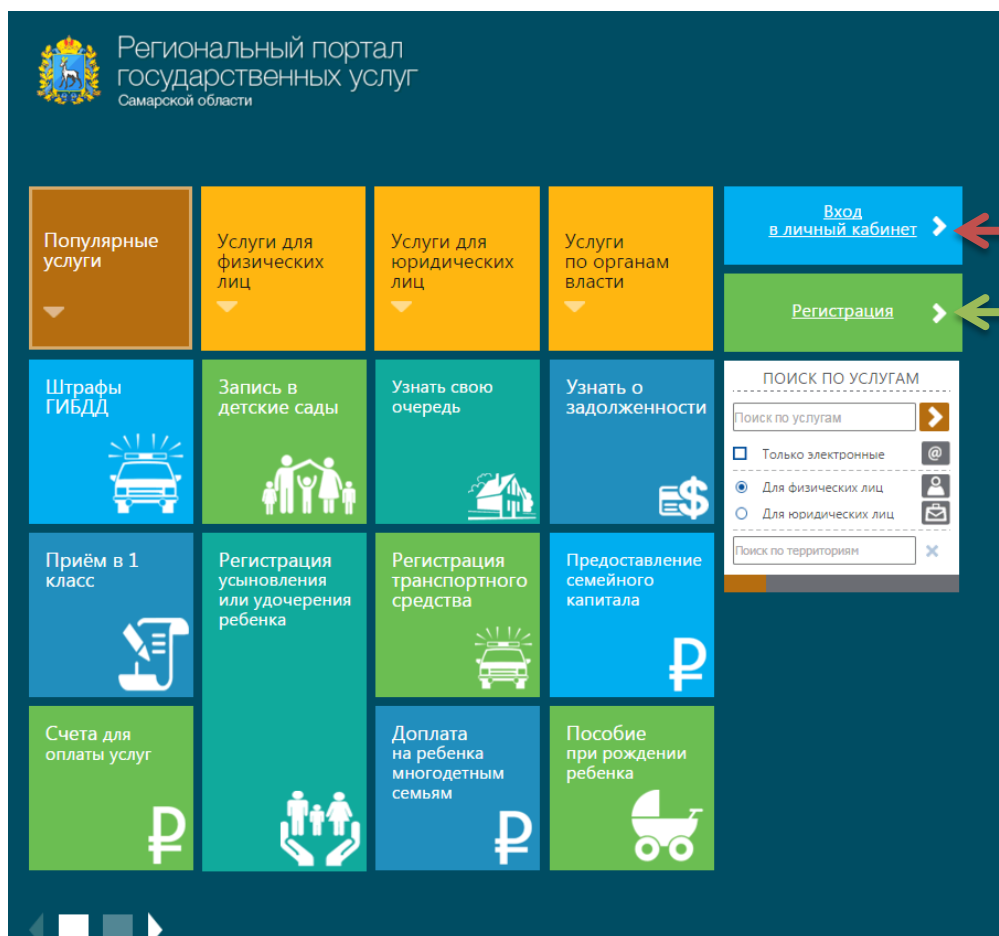 Региональный портал
государственных услуг
Самарской области
Популярные
услуги
Услуги для
физических
лиц
Услуги для
юридических
лиц
Услуги
по органам
власти
Вход
в личный кабинет
Регистрация
Штрафы
ГИБДД
Запись в
детские сады
Узнать свою
очередь
Узнать о
задолженности
ПОИСК ПО УСЛУГАМ
Поиск по услугам
Только электронные
@
Для физических лиц
Для юридических лиц
Поиск по территориям
Приём в 1
класс
Регистрация
усыновления
или удочерения
ребенка
Регистрация
транспортного
средства
Предоставление
семейного
капитала
₽
Счета для
оплаты услуг
₽
Доплата
на ребенка
многодетным
семьям
₽
Пособие
при рождении
ребенка